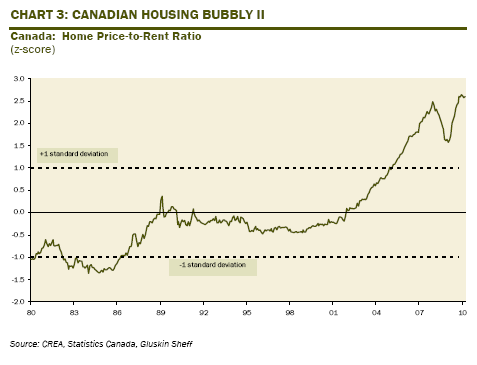 CHART 3: CANADIAN HOUSING BUBBLY II
Canada: Home Price-to-Rent Ratio
(z-score)
3.0
2.5
2.0
1.5
+1 standard deviation
1.0
0.5
0.0
-0.5
-1.0
-1 standard deviation
-1.5
-2.0
80 83 86 89 92 95 98 01 04 07 10
Source: CREA, Statistics Canada, Gluskin Sheff